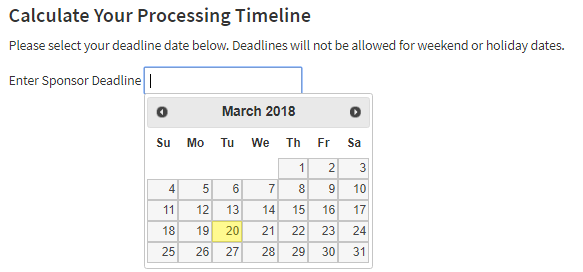 Calculate Your Processing Timeline
Please select your deadline date below. Deadlines will not be allowed for weekend or holiday dates.
Enter Sponsor Deadline
March 2018
Su Mo Tu We Th Fr Sa
1 2 3
4 5 6 7 8 9 10
11 12 13 14 15 16 17
18 19 20 21 22 23 24
25 26 27 28 29 30 31